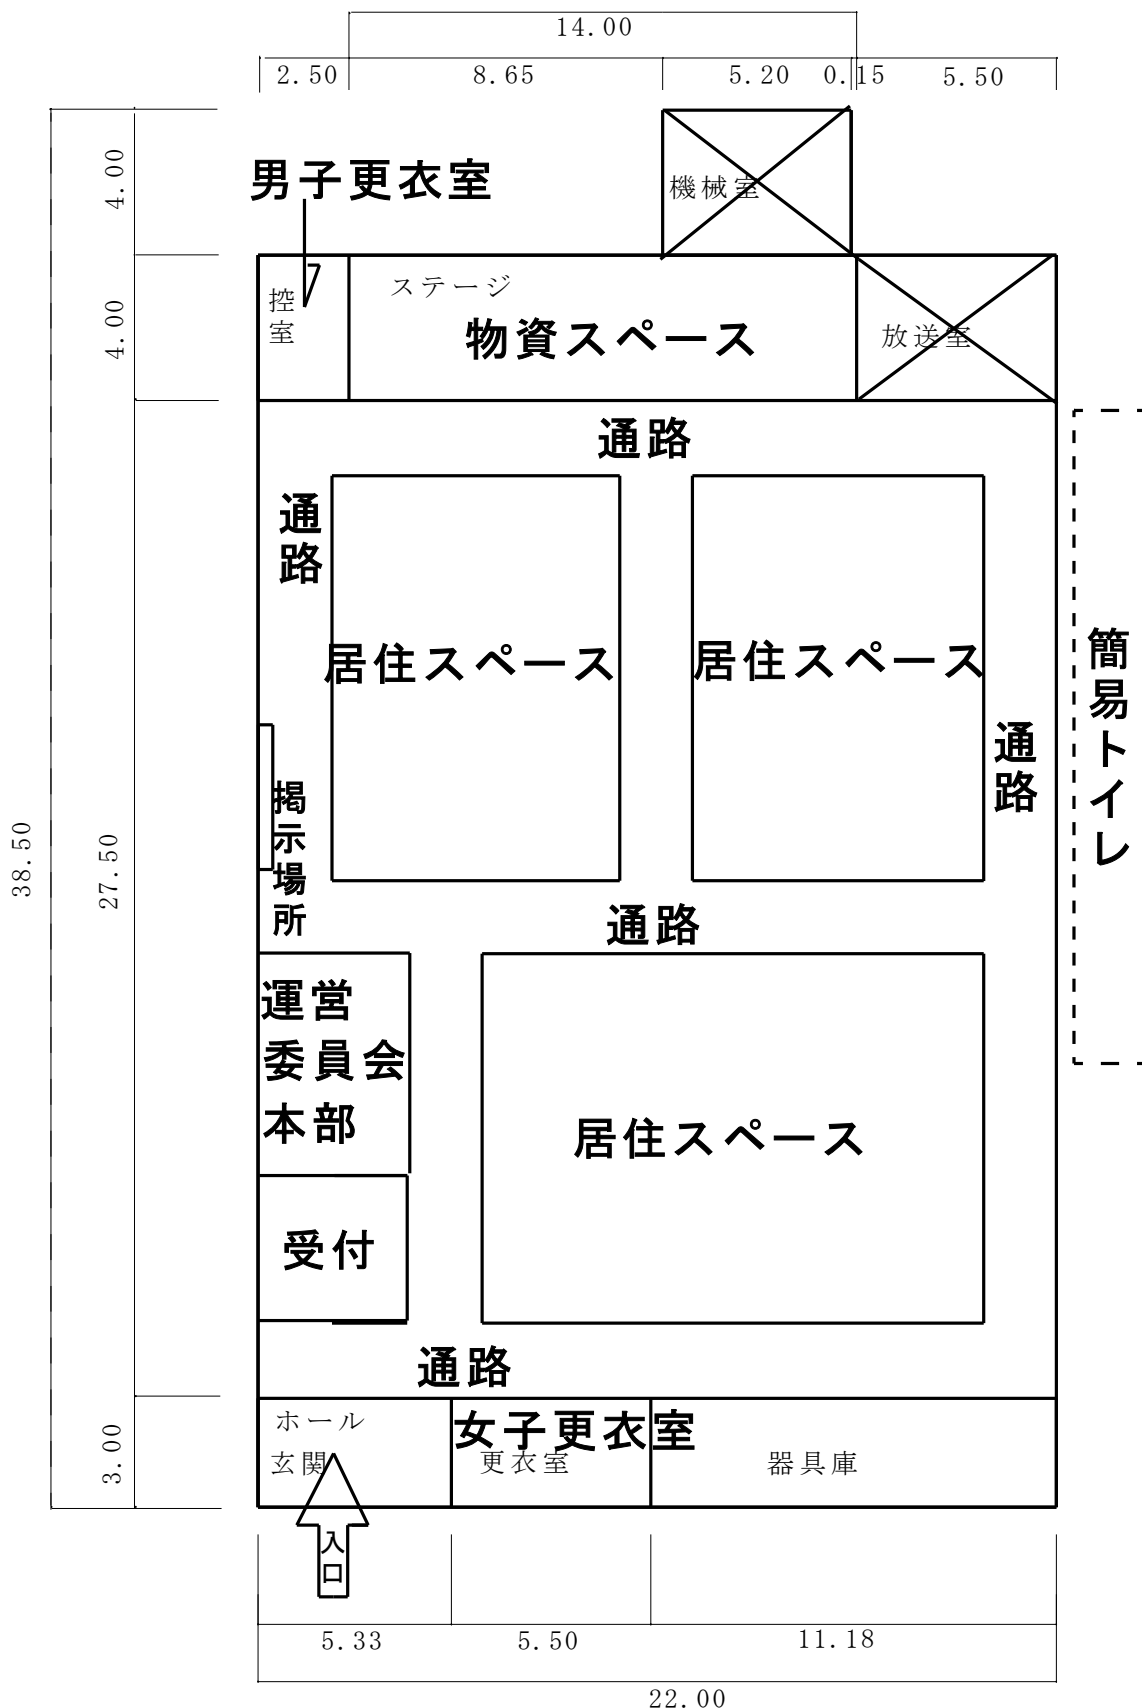 14.00
2.50
8.65
5.20
0.15
5.50
4.00
男子更衣室
機械室
4.00
控
室
ステージ
物資スペース
放送室
通路
通路
居住スペース
居住スペース
簡易トイレ
通路
掲示場所
38.50
27.50
通路
運営
委員会
本部
居住スペース
受付
通路
3.00
ホール
玄関
女子更衣室
更衣室
器具庫
入口
5.33
5.50
11.18
22.00